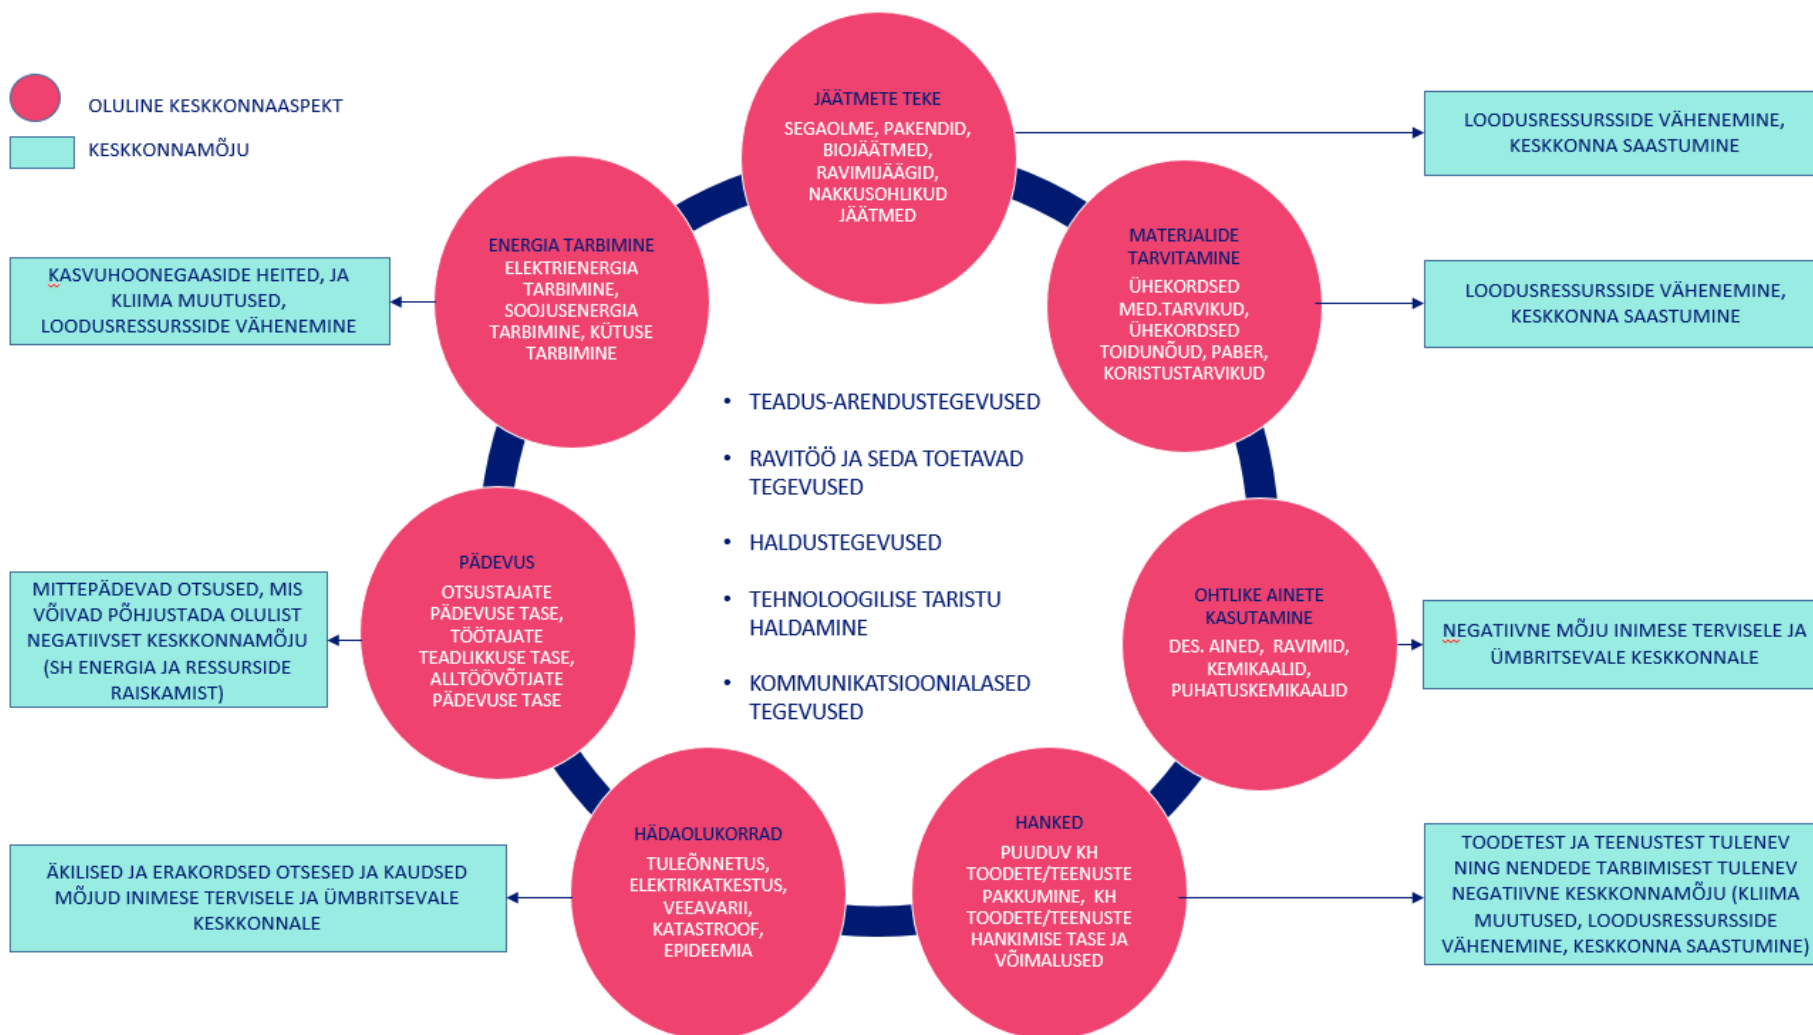 OLULINE KESKKONNAASPEKT
KESKKONNAMÕJU
JÄÄTMETE TEKE
SEGAOLME, PAKENDID,
BIOJÄÄTMED,
RAVIMIJÄÄGID,
NAKKUSOHLIKUD
JÄÄTMED
LOODUSRESSURSSIDE VÄHENEMINE,
KESKKONNA SAASTUMINE
MATERJALIDE
TARVITAMINE
ÜHEKORDSED
MED.TARVIKUD,
ÜHEKORDSED
TOIDUNÕUD, PABER,
KORISTUSTARVIKUD
LOODUSRESSURSSIDE VÄHENEMINE,
KESKKONNA SAASTUMINE
OHTLIKE AINETE
KASUTAMINE
DES. AINED, RAVIMID,
KEMIKAALID,
PUHATUSKEMIKAALID
NEGATIIVNE MÕJU INIMESE TERVISELE JA
ÜMBRITSEVALE KESKKONNALE
HANKED
PUUDUV KH
TOODETE/TEENUSTE
PAKKUMINE, KH
TOODETE/TEENUSTE
HANKIMISE TASE JA
VÕIMALUSED
TOODETEST JA TEENUSTEST TULENEV
NING NENDEDE TARBIMISEST TULENEV
NEGATIIVNE KESKKONNAMÕJU (KLIIMA
MUUTUSED, LOODUSRESSURSSIDE
VÄHENEMINE, KESKKONNA SAASTUMINE)
HÄDAOLUKORRAD
TULEÕNNETUS,
ELEKTRIKATKESTUS,
VEEAVARII,
KATASTROOF,
EPIDEEMIA
ÄKILISED JA ERAKORDSED OTSESED JA KAUDSED
MÕJUD INIMESE TERVISELE JA ÜMBRITSEVALE
KESKKONNALE
PÄDEVUS
OTSUSTAJATE
PÄDEVUSE TASE,
TÖÖTAJATE
TEADLIKKUSE TASE,
ALLTÖÖVÕTJATE
PÄDEVUSE TASE
MITTEPÄDEVAD OTSUSED, MIS
VÕIVAD PÕHJUSTADA OLULIST
NEGATIIVSET KESKKONNAMÕJU
(SH ENERGIA JA RESSURSIDE
RAISKAMIST)
ENERGIA TARBIMINE
ELEKTRIENERGIA
TARBIMINE,
SOOJUSENERGIA
TARBIMINE, KÜTUSE
TARBIMINE
KASVUHOONEGAASIDE HEITED, JA
KLIIMA MUUTUSED,
LOODUSRESSURSSIDE VÄHENEMINE
• TEADUS-ARENDUSTEGEVUSED
• RAVITÖÖ JA SEDA TOETAVAD
TEGEVUSED
• HALDUSTEGEVUSED
• TEHNOLOOGILISE TARISTU
HALDAMINE
• KOMMUNIKATSIOONIALASED
TEGEVUSED